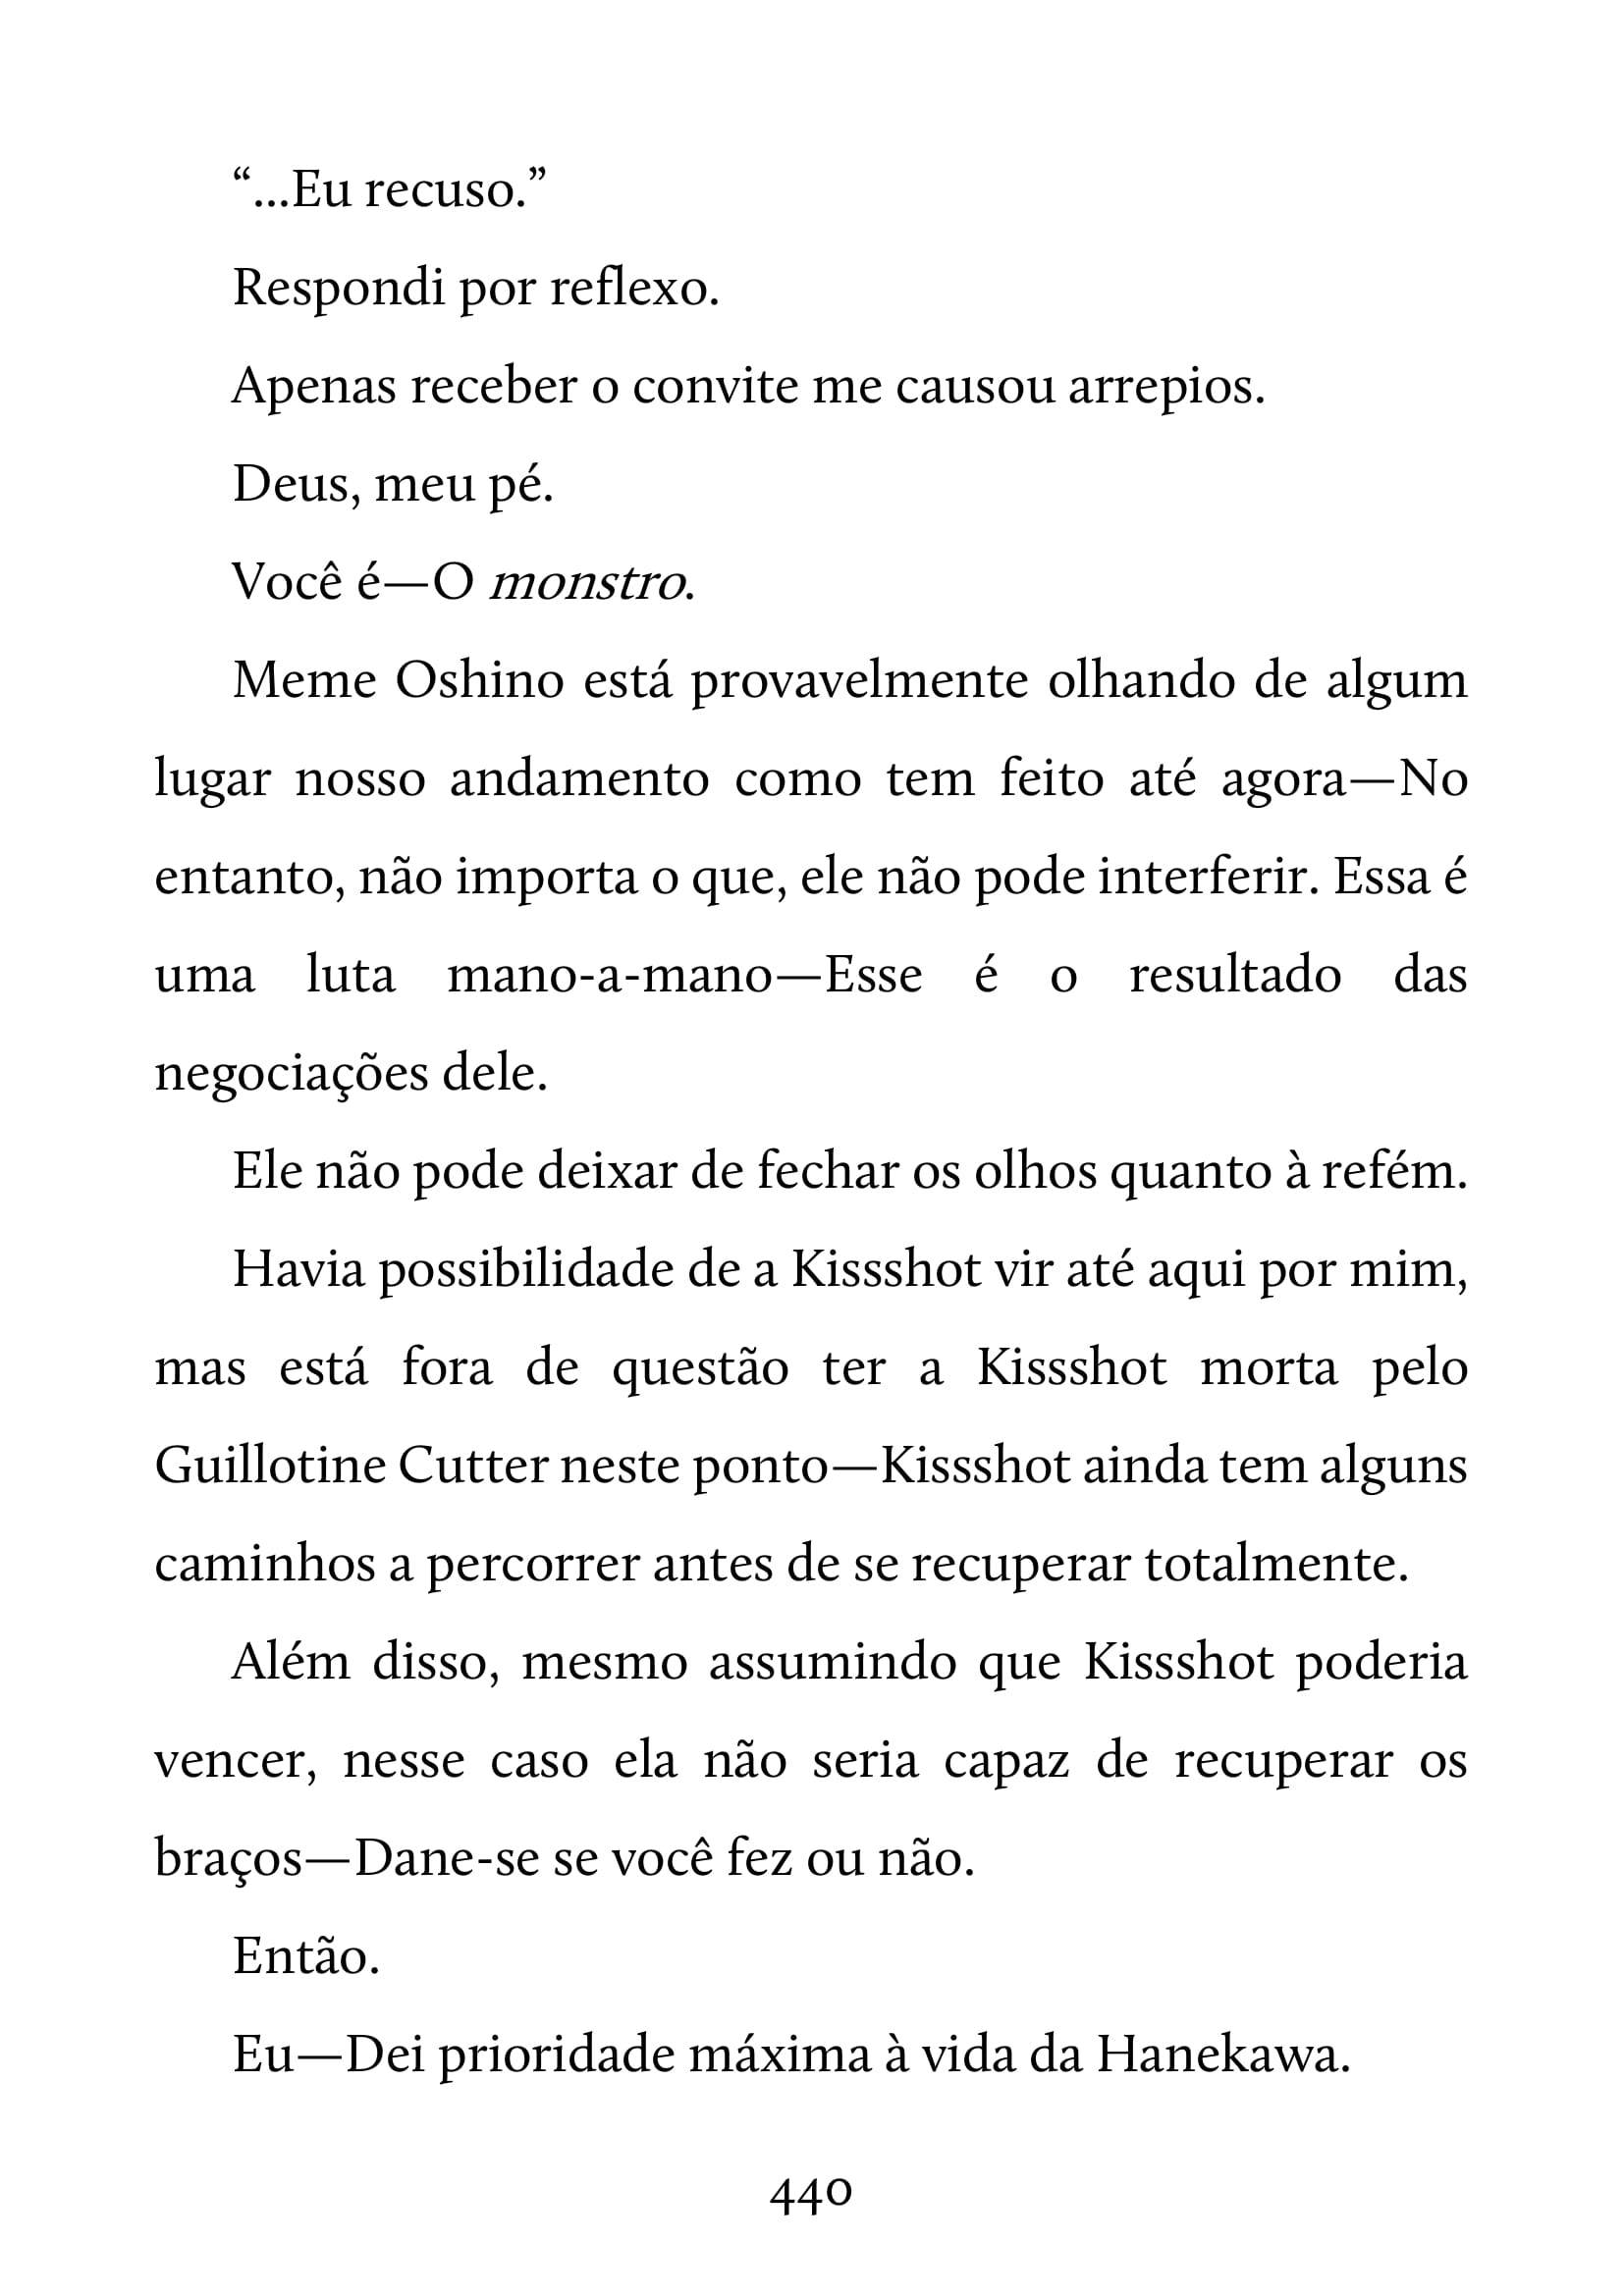 “...Eu recuso.”
Respondi por reflexo.
Apenas receber o convite me causou arrepios.
Deus, meu pé.
Você é—O monstro.
Meme Oshino está provavelmente olhando de algum
lugar nosso andamento como tem feito até agora—No
entanto, não importa o que, ele não pode interferir. Essa é
uma luta mano-a-mano—Esse é o resultado das
negociações dele.
Ele não pode deixar de fechar os olhos quanto à refém.
Havia possibilidade de a Kissshot vir até aqui por mim,
mas está fora de questão ter a Kissshot morta pelo
Guillotine Cutter neste ponto—Kissshot ainda tem alguns
caminhos a percorrer antes de se recuperar totalmente.
Além disso, mesmo assumindo que Kissshot poderia
vencer, nesse caso ela não seria capaz de recuperar os
braços—Dane-se se você fez ou não.
Então.
Eu—Dei prioridade máxima à vida da Hanekawa.
440